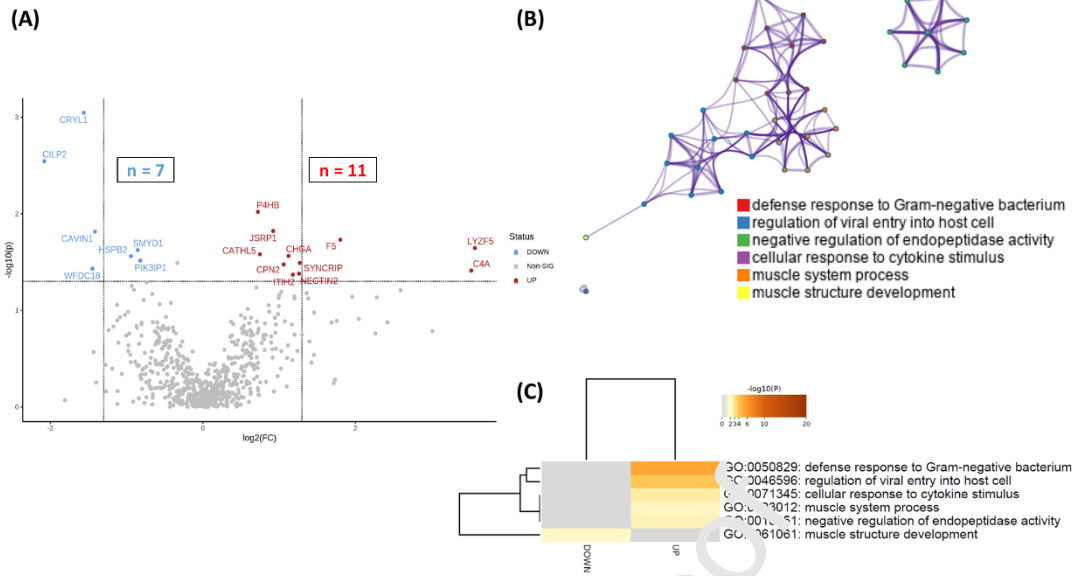 (A)
3
2
1
0
-log10(p)
-2
0
2
log2(FC)
n = 7
n = 11
CRYL1
CILP2
CAVIN1
SMYD1
HSPB2
PIK3IP1
WFDC18
P4HB
JSRP1
CATHL5
CHGA
CPN2
SYNCRIP
ITIH2
NECTIN2
F5
LYZF5
C4A
Status
DOWN
Non-SIG
UP
(B)
defense response to Gram-negative bacterium
regulation of viral entry into host cell
negative regulation of endopeptidase activity
cellular response to cytokine stimulus
muscle system process
muscle structure development
(C)
-log10(P)
0 2 3 4 6 10 20
GO:0050829: defense response to Gram-negative bacterium
GO:0046596: regulation of viral entry into host cell
GO:0071345: cellular response to cytokine stimulus
muscle system process
negative regulation of endopeptidase activity
muscle structure development
DOWN
UP